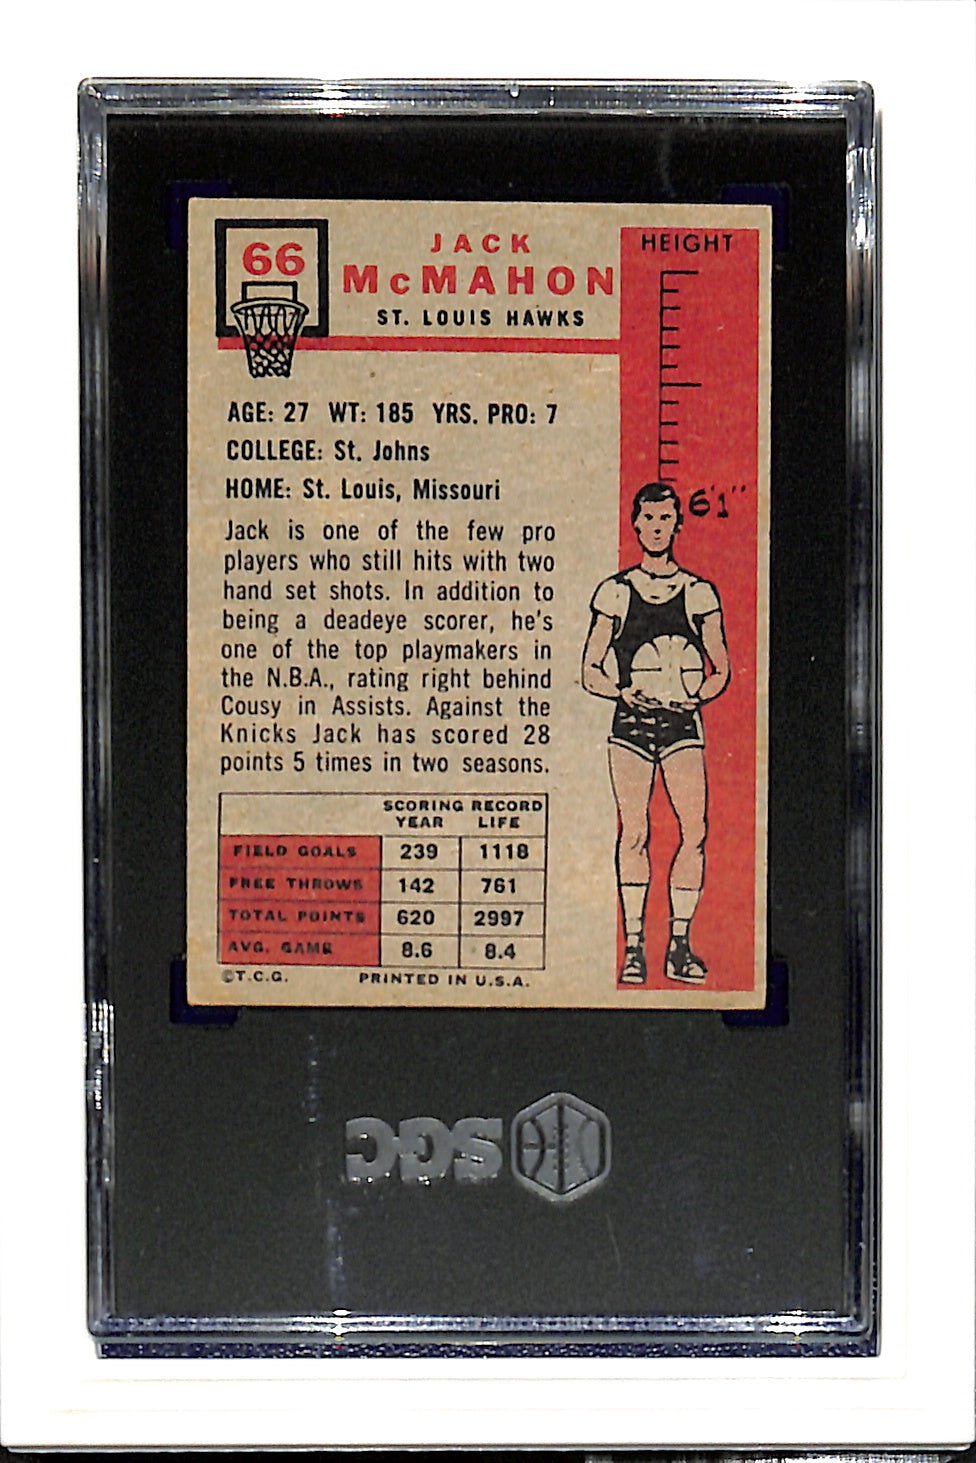 66
JACK
McMAHON
ST. LOUIS HAWKS
HEIGHT
6'1"
AGE: 27 WT: 185 YRS. PRO: 7
COLLEGE: St. Johns
HOME: St. Louis, Missouri
Jack is one of the few pro
players who still hits with two
hand set shots. In addition to
being a deadeye scorer, he's
one of the top playmakers in
the N.B.A., rating right behind
Cousy in Assists. Against the
Knicks Jack has scored 28
points 5 times in two seasons.
SCORING RECORD
YEAR LIFE
FIELD GOALS 239 1118
FREE THROWS 142 761
TOTAL POINTS 620 2997
AVG. GAME 8.6 8.4
©T.C.G. PRINTED IN U.S.A.
SGC